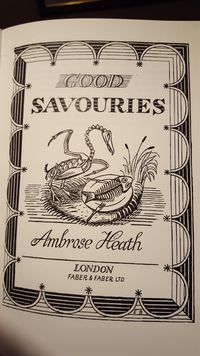 GOOD
SAVOURIES
Ambrose Heath
LONDON
FABER & FABER LTD